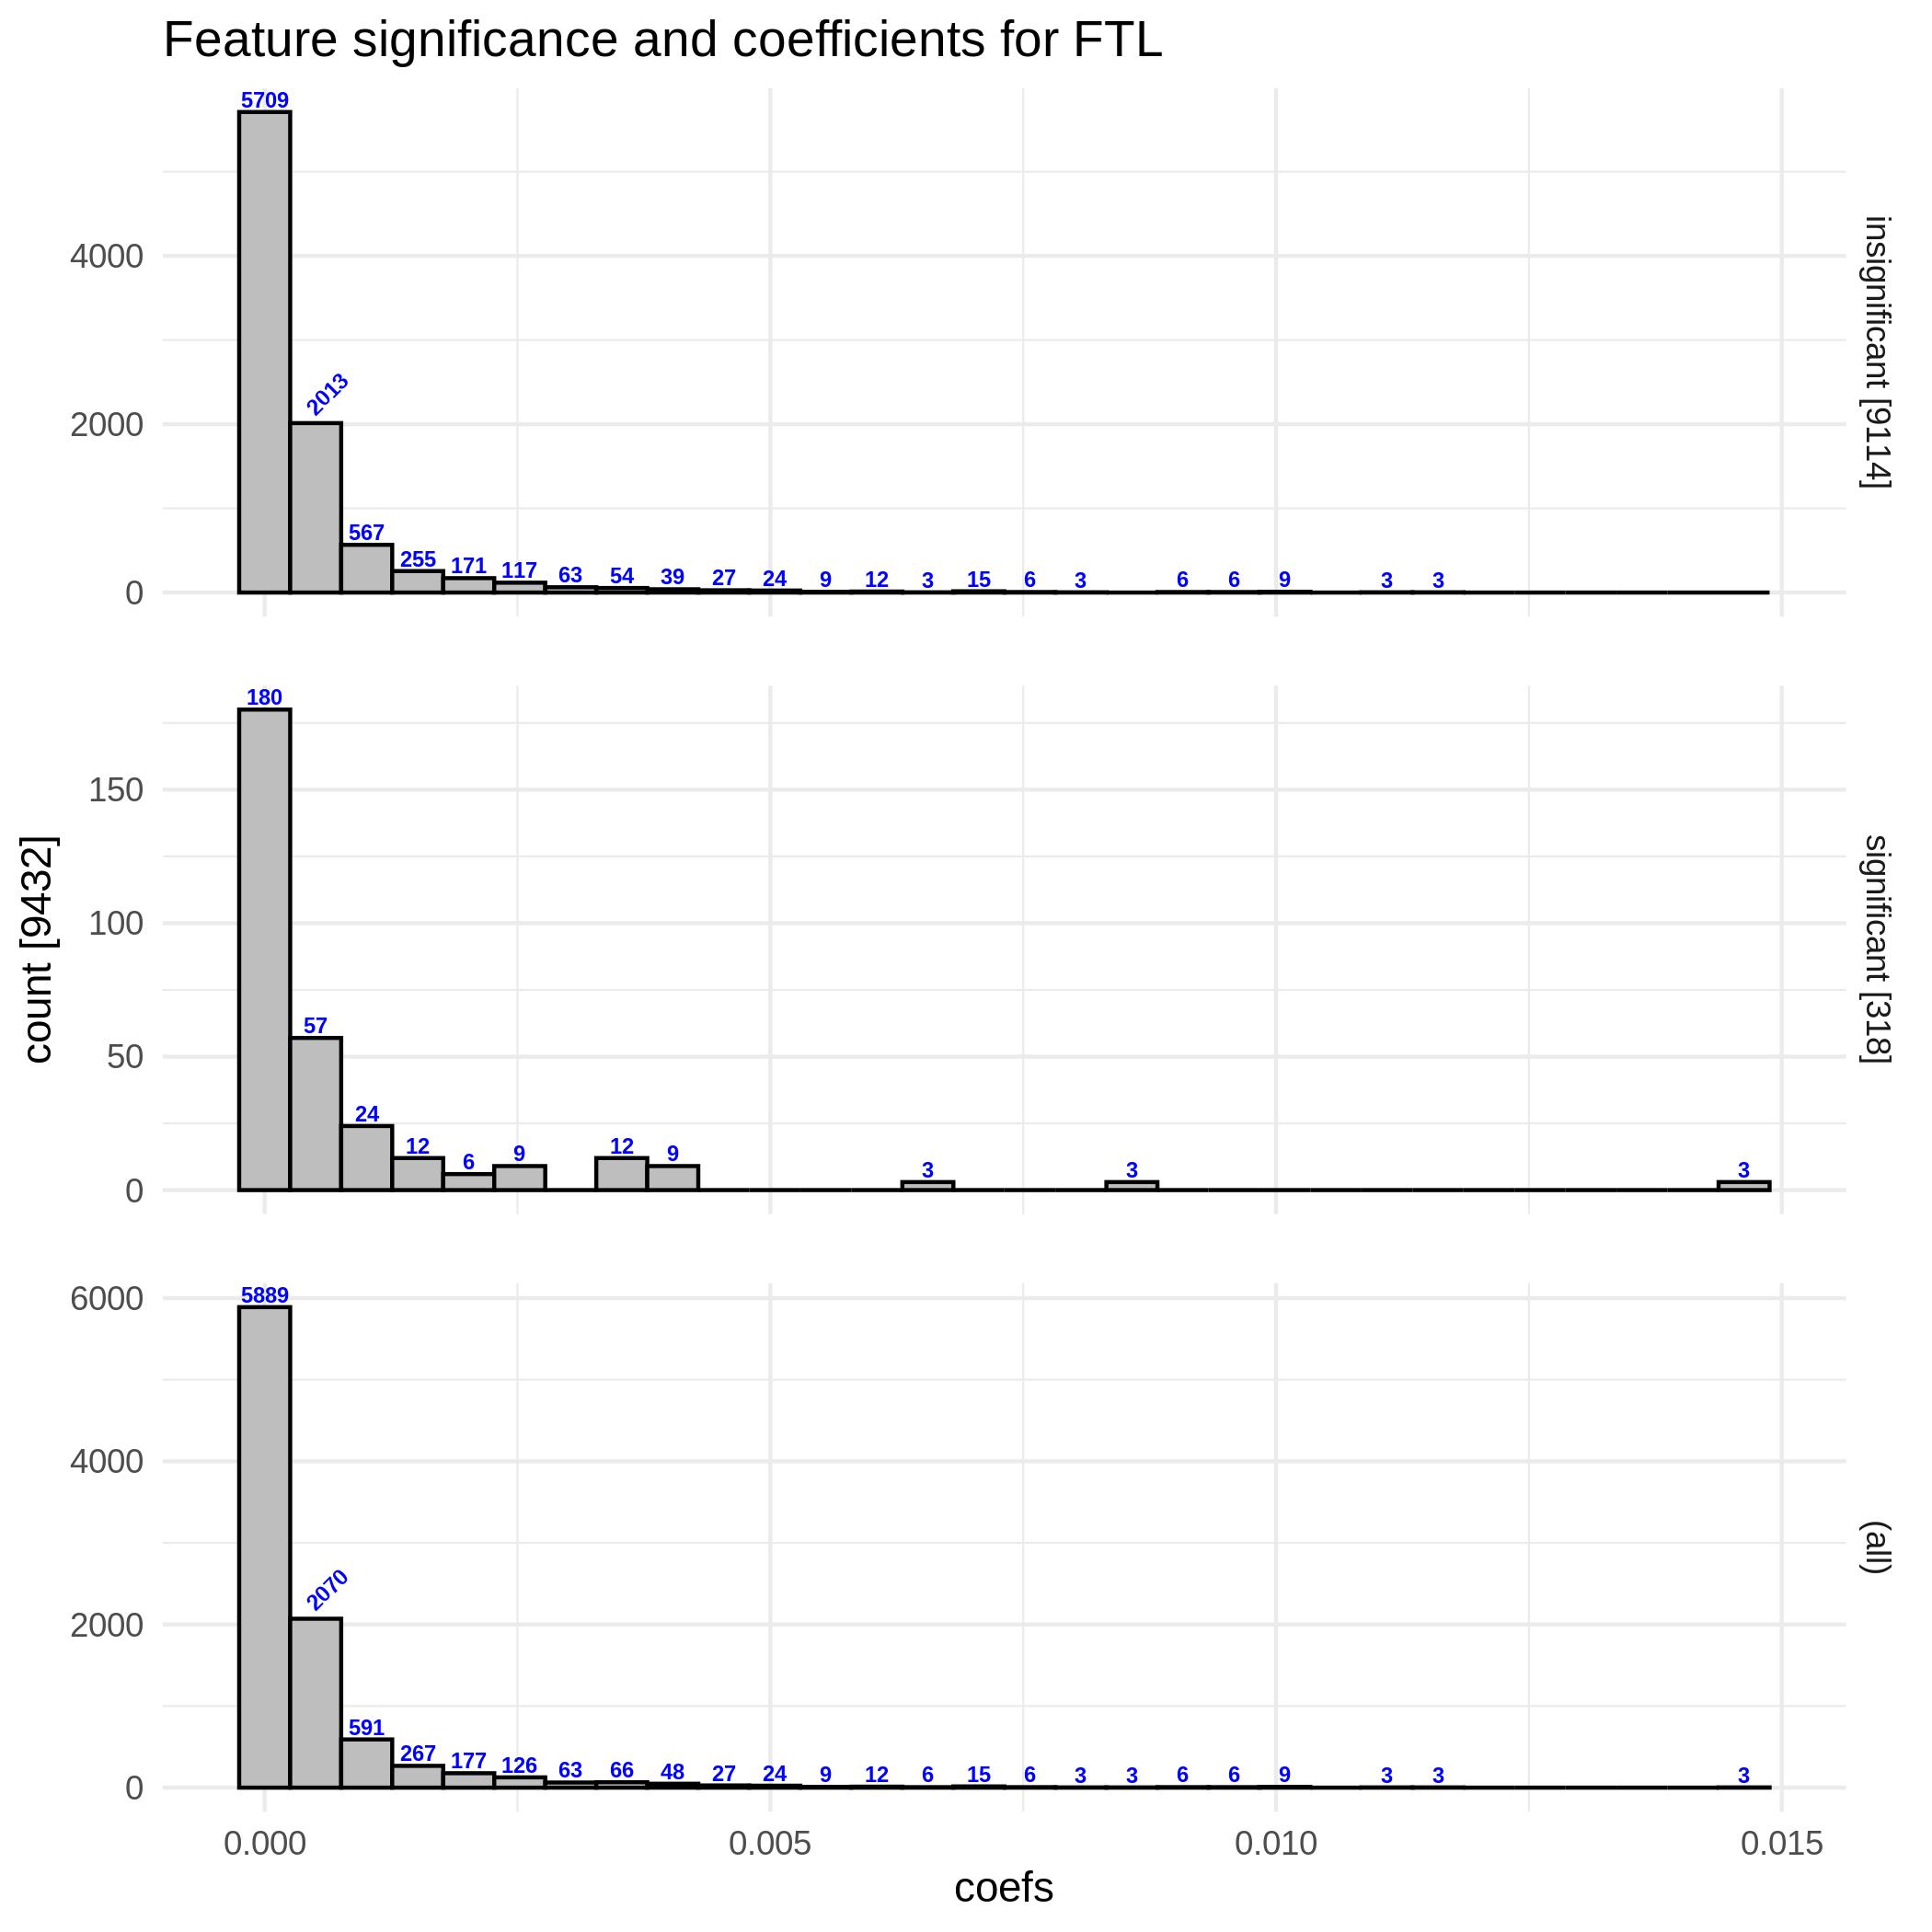 Feature significance and coefficients for FTL
count [9432]
5709
2013
567 255 171 117 63 54 39 27 24 9 12 3 15 6 3 6 6 9 3 3
4000
2000
0
insignificant [9114]
180
57
24 12 6 9 12 9 3 3 3
150
100
50
0
significant [318]
5889
2070
591 267 177 126 63 66 48 27 24 9 12 6 15 6 3 3 6 6 9 3 3 3
6000
4000
2000
0
(all)
0.000 0.005 0.010 0.015
coefs